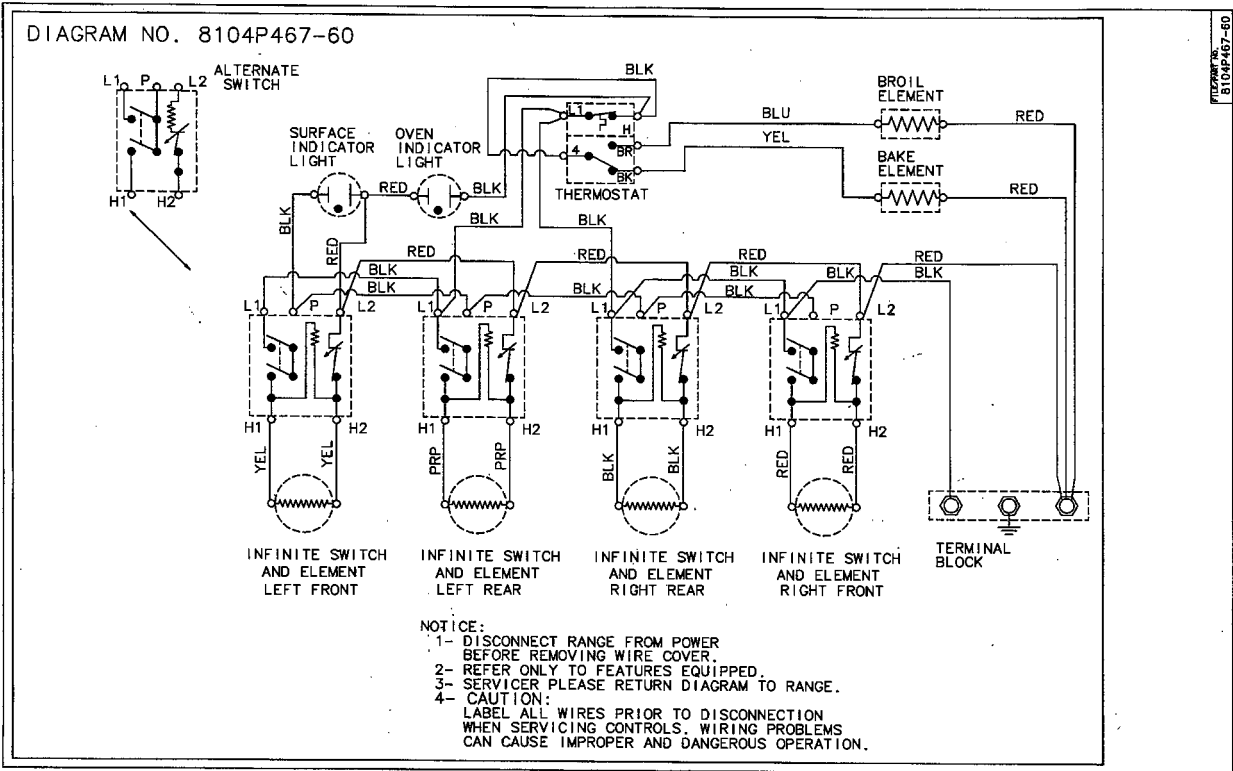 DIAGRAM NO. 8104P467-60
8104P467-60
ALTERNATE
SWITCH
L1 P L2
H1 H2
SURFACE
INDICATOR
LIGHT
OVEN
INDICATOR
LIGHT
BLK
L1
P
H
4
BR
BK
THERMOSTAT
BLU
YEL
BROIL
ELEMENT
RED
BAKE
ELEMENT
RED
RED
BLK
BLK
BLK
BLK
RED
RED
BLK
BLK
RED
BLK
RED
BLK
BLK
RED
BLK
L1 P L2
L1 P L2
L1 P L2
L1 P L2
H1 H2
H1 H2
H1 H2
H1 H2
YEL YEL
PRP PRP
BLK BLK
RED RED
INFINITE SWITCH
AND ELEMENT
LEFT FRONT
INFINITE SWITCH
AND ELEMENT
LEFT REAR
INFINITE SWITCH
AND ELEMENT
RIGHT REAR
INFINITE SWITCH
AND ELEMENT
RIGHT FRONT
TERMINAL
BLOCK
NOTICE:
1- DISCONNECT RANGE FROM POWER
BEFORE REMOVING WIRE COVER.
2- REFER ONLY TO FEATURES EQUIPPED.
3- SERVICER PLEASE RETURN DIAGRAM TO RANGE.
4- CAUTION:
LABEL ALL WIRES PRIOR TO DISCONNECTION
WHEN SERVICING CONTROLS. WIRING PROBLEMS
CAN CAUSE IMPROPER AND DANGEROUS OPERATION.